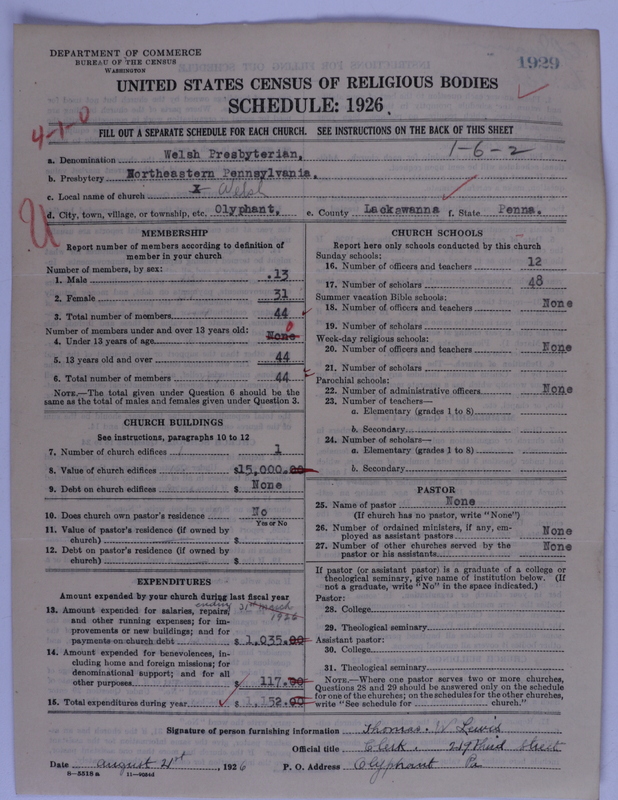 DEPARTMENT OF COMMERCE
BUREAU OF THE CENSUS
WASHINGTON
1929
UNITED STATES CENSUS OF RELIGIOUS BODIES
SCHEDULE: 1926
4-1-0
FILL OUT A SEPARATE SCHEDULE FOR EACH CHURCH. SEE INSTRUCTIONS ON THE BACK OF THIS SHEET
1-6-2
a. Denomination Welsh Presbyterian,
b. Presbytery Northeastern Pennsylvania.
c. Local name of church X Welsh
d. City, town, village, or township, etc. Olyphant, e. County Lackawanna f. State Penna.
U
MEMBERSHIP
Report number of members according to definition of member in your church
Number of members, by sex:
1. Male 13
2. Female 31
3. Total number of members 44
Number of members under and over 13 years old:
4. Under 13 years of age None 0
5. 13 years old and over 44
6. Total number of members 44
NOTE.—The total given under Question 6 should be the same as the total of males and females given under Question 3.
CHURCH BUILDINGS
See instructions, paragraphs 10 to 12
7. Number of church edifices 1
8. Value of church edifices $15,000.00
9. Debt on church edifices $ None
10. Does church own pastor's residence No
Yes or No
11. Value of pastor's residence (if owned by church) $
12. Debt on pastor's residence (if owned by church) $
EXPENDITURES
Amount expended by your church during last fiscal year
ending 31st March 1926
13. Amount expended for salaries, repairs, and other running expenses; for improvements or new buildings; and for payments on church debt $ 1,035.00
14. Amount expended for benevolences, including home and foreign missions; for denominational support; and for all other purposes $ 117.00
15. Total expenditures during year $ 1,152.00
CHURCH SCHOOLS
Report here only schools conducted by this church
Sunday schools:
16. Number of officers and teachers 12
17. Number of scholars 48
Summer vacation Bible schools:
18. Number of officers and teachers None
19. Number of scholars
Week-day religious schools:
20. Number of officers and teachers None
21. Number of scholars
Parochial schools:
22. Number of administrative officers None
23. Number of teachers—
a. Elementary (grades 1 to 8)
b. Secondary
24. Number of scholars—
a. Elementary (grades 1 to 8)
b. Secondary
PASTOR
25. Name of pastor None
(If church has no pastor, write "None")
26. Number of ordained ministers, if any, employed as assistant pastors None
27. Number of other churches served by the pastor or his assistants None
If pastor (or assistant pastor) is a graduate of a college or theological seminary, give name of institution below. (If not a graduate, write "No" in the space indicated.)
Pastor:
28. College
29. Theological seminary
Assistant pastor:
30. College
31. Theological seminary
NOTE.—Where one pastor serves two or more churches, Questions 28 and 29 should be answered only on the schedule for one of the churches; on the schedules for the other churches, write "See schedule for church."
Signature of person furnishing information Thomas. W. Lewis
Official title Clerk. 219 Third Street
Date August 21st, 1926 P. O. Address Olyphant Pa
8-5518 a